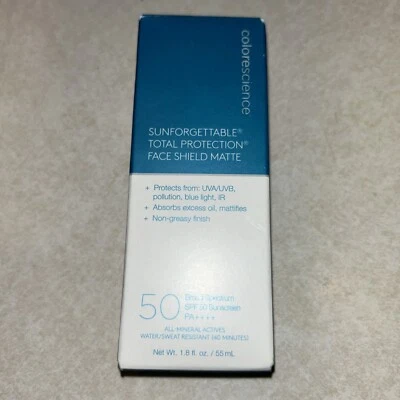 colorescience
SUNFORGETTABLE®
TOTAL PROTECTION®
FACE SHIELD MATTE
+ Protects from: UVA/UVB,
pollution, blue light, IR
+ Absorbs excess oil, mattifies
+ Non-greasy finish
50
Broad Spectrum
SPF 50 Sunscreen
PA++++
ALL-MINERAL ACTIVES
WATER/SWEAT RESISTANT (40 MINUTES)
Net Wt. 1.8 fl. oz. / 55 mL